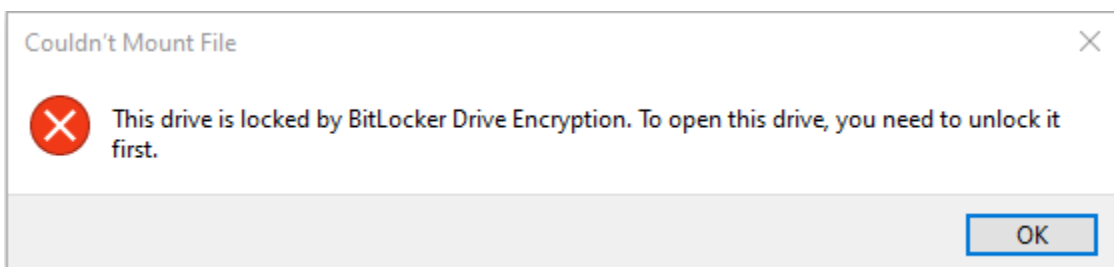 Couldn't Mount File
This drive is locked by BitLocker Drive Encryption. To open this drive, you need to unlock it
first.
OK